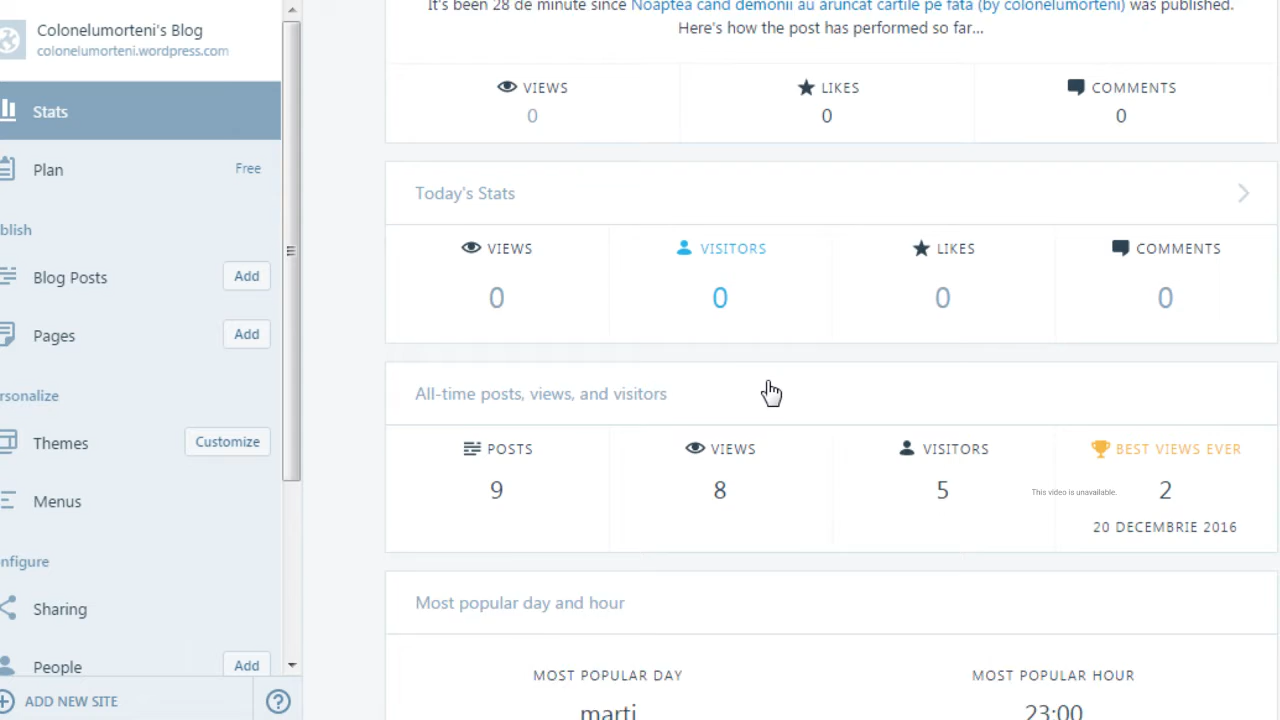 Colonelumorteni's Blog
colonelumorteni.wordpress.com
Stats
Plan Free
blish
Blog Posts Add
Pages Add
rsonalize
Themes Customize
Menus
nfigure
Sharing
People Add
ADD NEW SITE
It's been 28 de minute since Noaptea cand demonii au aruncat cartile pe fata (by colonelumorteni) was published.
Here's how the post has performed so far...
VIEWS LIKES COMMENTS
0 0 0
Today's Stats
VIEWS VISITORS LIKES COMMENTS
0 0 0 0
All-time posts, views, and visitors
POSTS VIEWS VISITORS BEST VIEWS EVER
9 8 5 2
This video is unavailable.
20 DECEMBRIE 2016
Most popular day and hour
MOST POPULAR DAY MOST POPULAR HOUR
marti 23:00